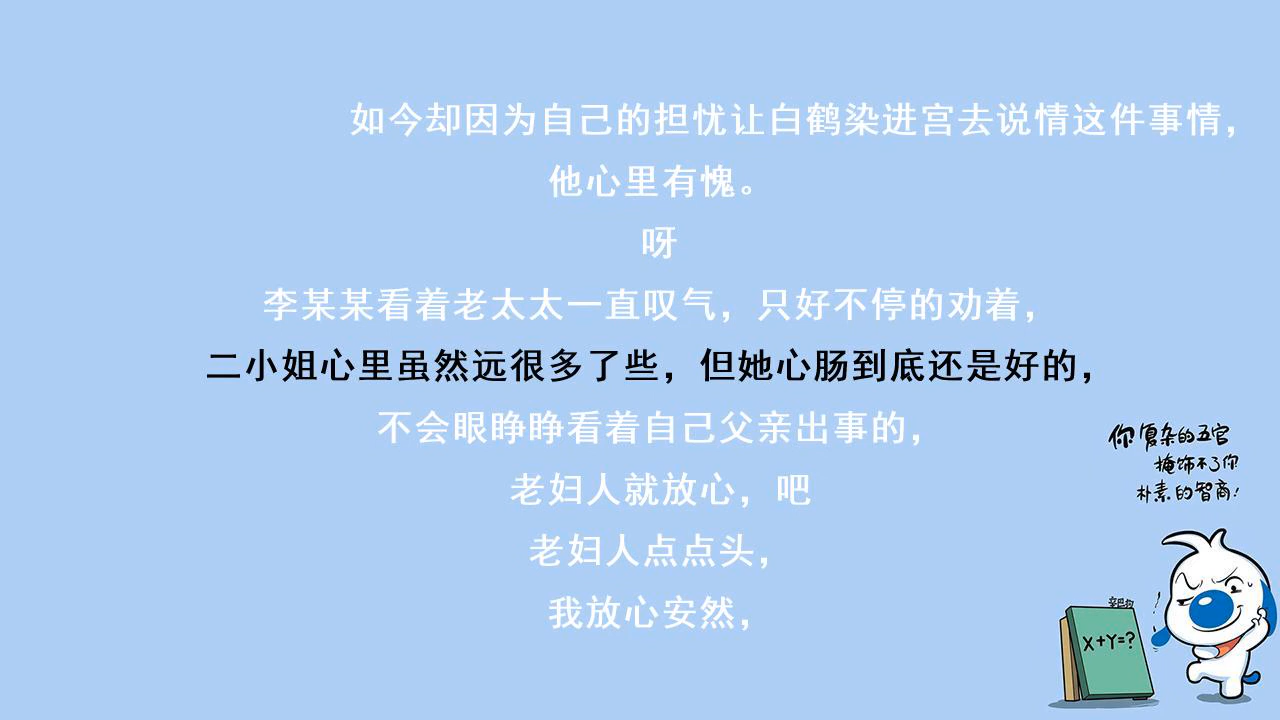 如今却因为自己的担忧让白鹤染进宫去说情这件事情，
他心里有愧。
呀
李某某看着老太太一直叹气，只好不停的劝着，
二小姐心里虽然远很多了些，但她心肠到底还是好的，
不会眼睁睁看着自己父亲出事的，
老妇人就放心，吧
老妇人点点头，
我放心安然，
你复杂的五官
掩饰不了你
朴素的智商！
X+Y=?